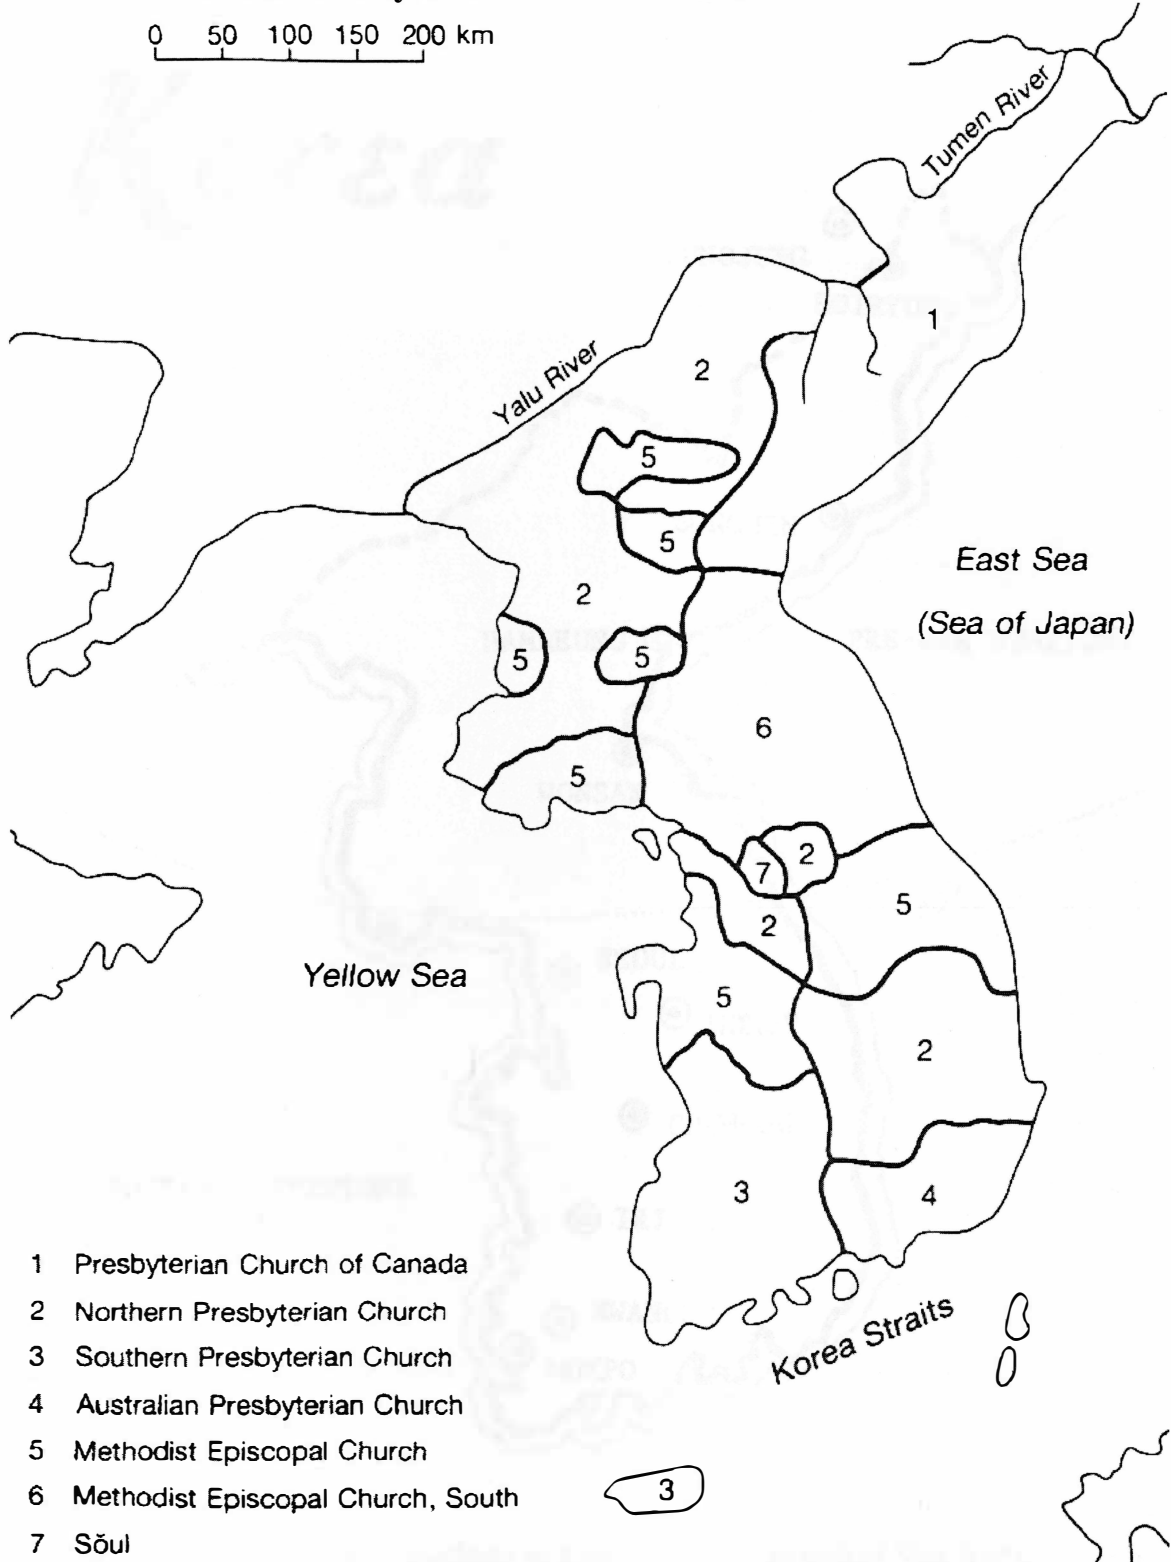 0 50 100 150 200 km
Tumen River
1
2
Yalu River
5
5
East Sea
2
(Sea of Japan)
5
5
6
5
2
7
5
2
Yellow Sea
5
2
3
4
Korea Straits
3
1 Presbyterian Church of Canada
2 Northern Presbyterian Church
3 Southern Presbyterian Church
4 Australian Presbyterian Church
5 Methodist Episcopal Church
6 Methodist Episcopal Church, South
7 Sŏul